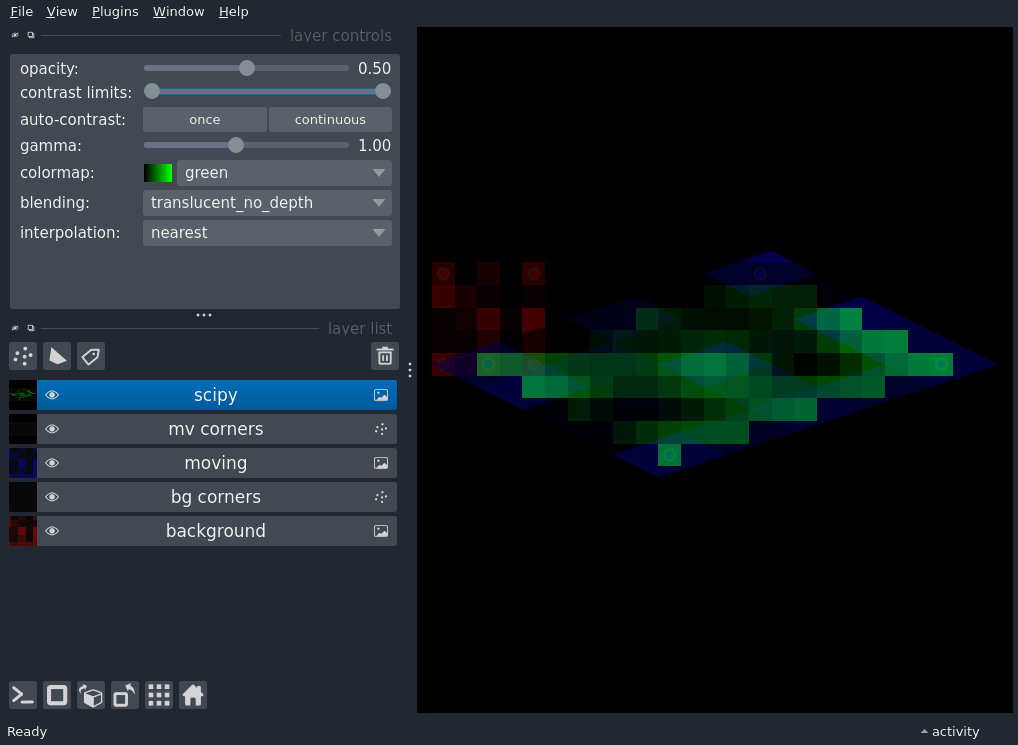 File View Plugins Window Help
layer controls
opacity: 0.50
contrast limits:
auto-contrast: once continuous
gamma: 1.00
colormap: green
blending: translucent_no_depth
interpolation: nearest
layer list
scipy
mv corners
moving
bg corners
background
Ready
activity